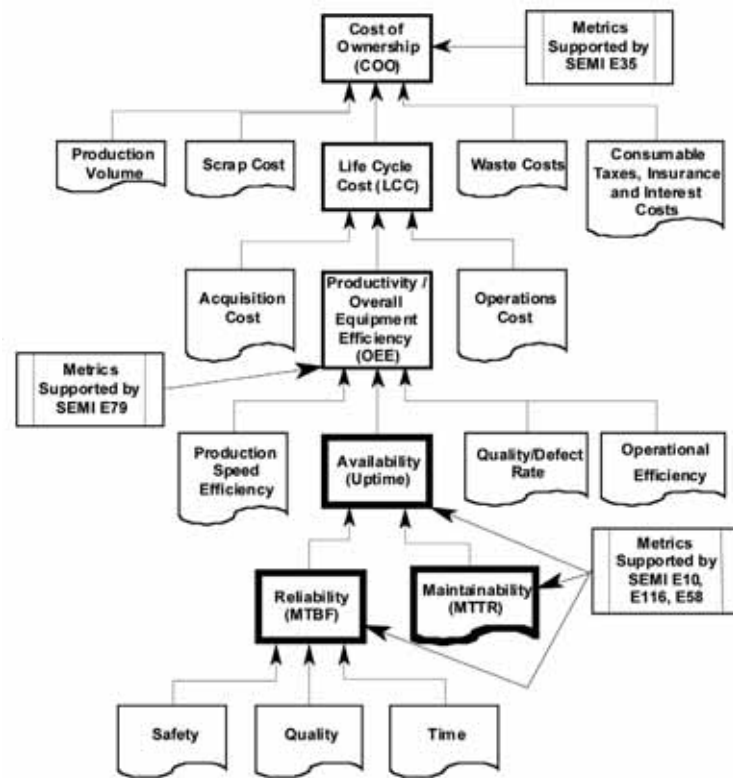 Cost of
Ownership
(COO)
Metrics
Supported by
SEMI E35
Production
Volume
Scrap Cost
Life Cycle
Cost (LCC)
Waste Costs
Consumable
Taxes, Insurance
and Interest
Costs
Acquisition
Cost
Productivity /
Overall
Equipment
Efficiency
(OEE)
Operations
Cost
Metrics
Supported by
SEMI E79
Production
Speed
Efficiency
Availability
(Uptime)
Quality/Defect
Rate
Operational
Efficiency
Metrics
Supported by
SEMI E10,
E116, E58
Reliability
(MTBF)
Maintainability
(MTTR)
Safety
Quality
Time